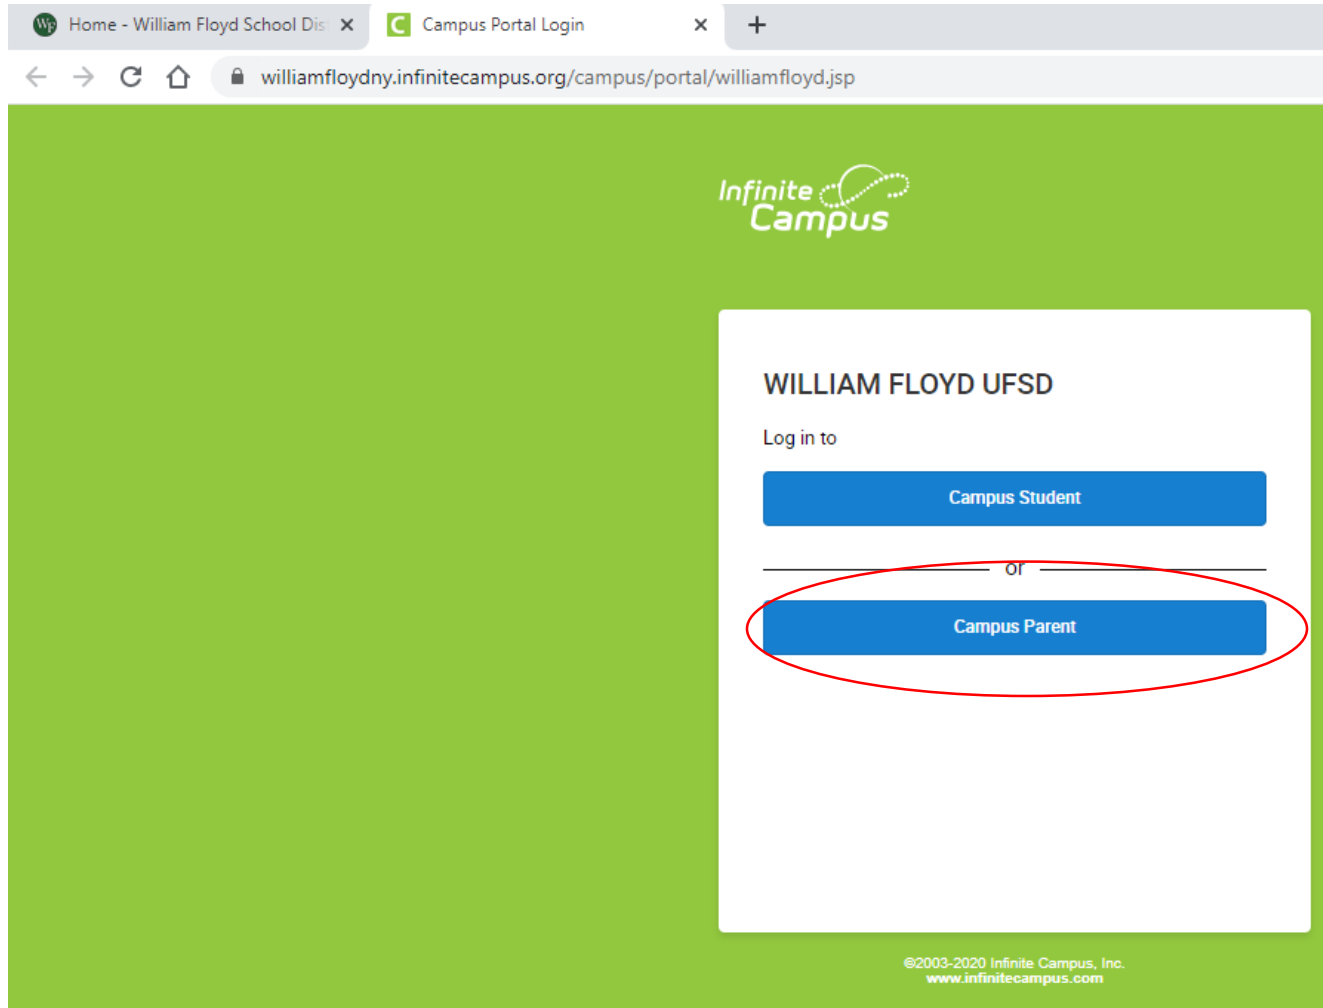 Home - William Floyd School Dis
Campus Portal Login
williamfloydny.infinitecampus.org/campus/portal/williamfloyd.jsp
Infinite
Campus
WILLIAM FLOYD UFSD
Log in to
Campus Student
or
Campus Parent
©2003-2020 Infinite Campus, Inc.
www.infinitecampus.com